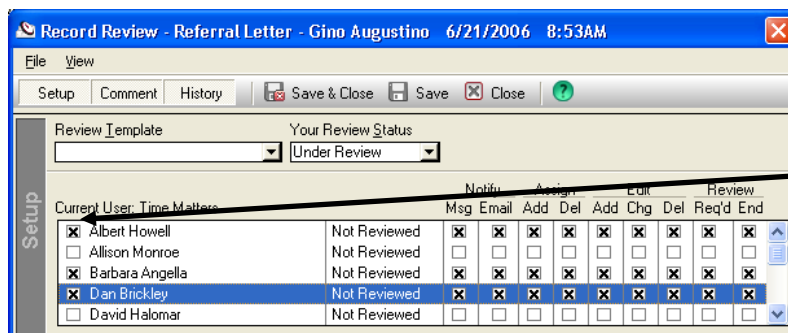 Record Review - Referral Letter - Gino Augustino 6/21/2006 8:53AM
File View
Setup Comment History Save & Close Save Close ?
Review Template Your Review Status
Under Review
Notify Assign Edit Review
Current User: Time Matters Msg Email Add Del Add Chg Del Req'd End
Albert Howell Not Reviewed
Allison Monroe Not Reviewed
Barbara Angella Not Reviewed
Dan Brickley Not Reviewed
David Halomar Not Reviewed
Setup